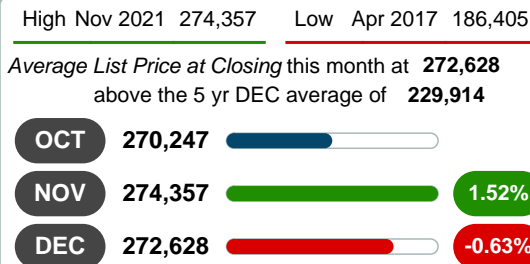 High Nov 2021 274,357 Low Apr 2017 186,405
Average List Price at Closing this month at 272,628
above the 5 yr DEC average of 229,914
OCT 270,247
NOV 274,357 1.52%
DEC 272,628 -0.63%